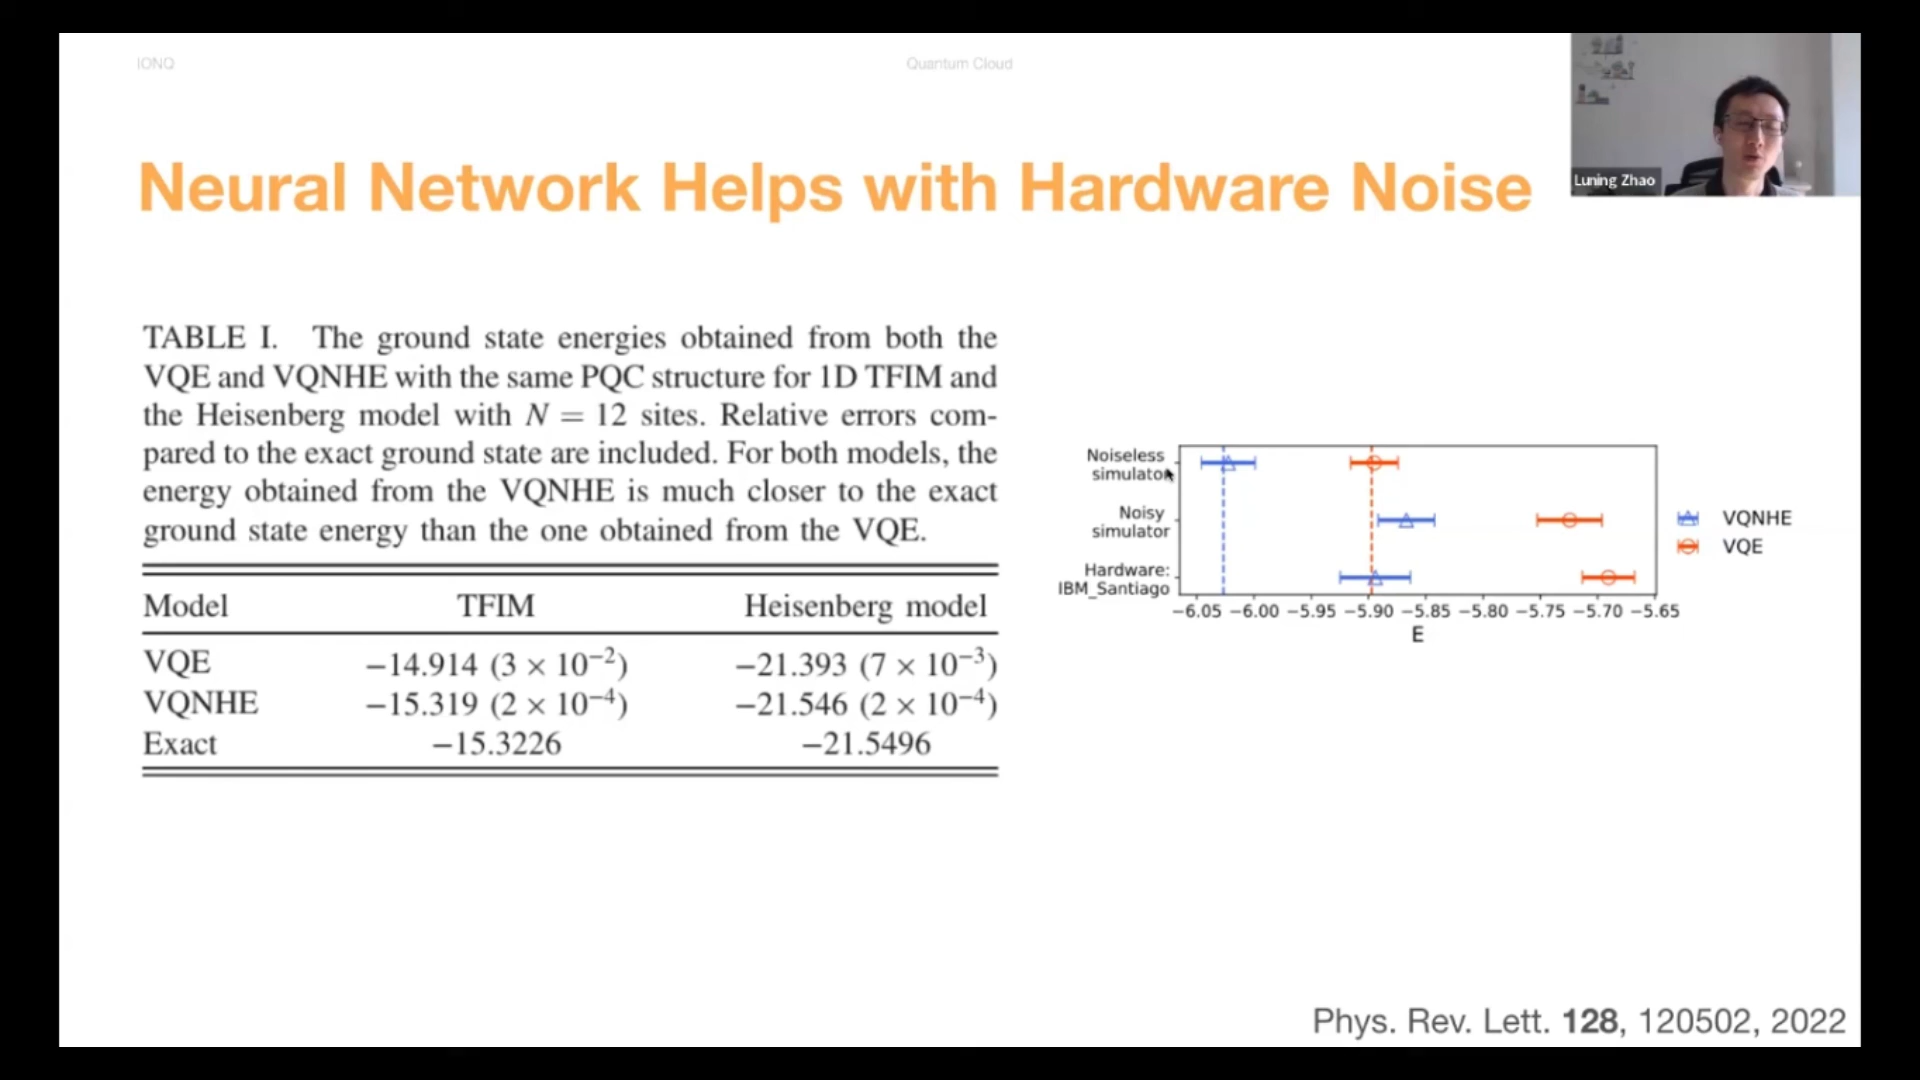 IONQ
Quantum Cloud
Luning Zhao
Neural Network Helps with Hardware Noise
TABLE I. The ground state energies obtained from both the
VQE and VQNHE with the same PQC structure for 1D TFIM and
the Heisenberg model with N = 12 sites. Relative errors com-
pared to the exact ground state are included. For both models, the
energy obtained from the VQNHE is much closer to the exact
ground state energy than the one obtained from the VQE.
Model TFIM Heisenberg model
VQE −14.914 (3 × 10⁻²) −21.393 (7 × 10⁻³)
VQNHE −15.319 (2 × 10⁻⁴) −21.546 (2 × 10⁻⁴)
Exact −15.3226 −21.5496
Noiseless
simulator
Noisy
simulator
Hardware:
IBM_Santiago
−6.05 −6.00 −5.95 −5.90 −5.85 −5.80 −5.75 −5.70 −5.65
E
VQNHE
VQE
Phys. Rev. Lett. 128, 120502, 2022